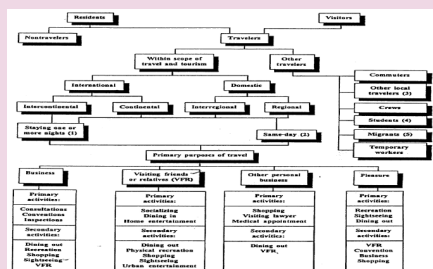 Residents
Visitors
Nontravelers
Travelers
Within scope of
travel and tourism
Other
travelers
International
Domestic
Commuters
Other local
travelers (3)
Crews
Students (4)
Migrants (5)
Temporary
workers
Intercontinental
Continental
Interregional
Regional
Staying one or
more nights (1)
Same-day (2)
Primary purposes of travel
Business
Primary
activities:
Consultations
Conventions
Inspections
Secondary
activities:
Dining out
Recreation
Shopping
Sightseeing
VFR
Visiting friends
or relatives (VFR)
Primary
activities:
Socializing
Dining in
Home entertainment
Secondary
activities:
Dining out
Physical recreation
Shopping
Sightseeing
Urban entertainment
Other personal
business
Primary
activities:
Shopping
Visiting lawyer
Medical appointment
Secondary
activities:
Dining out
VFR
Pleasure
Primary
activities:
Recreation
Sightseeing
Dining out
Secondary
activities:
VFR
Convention
Business
Shopping